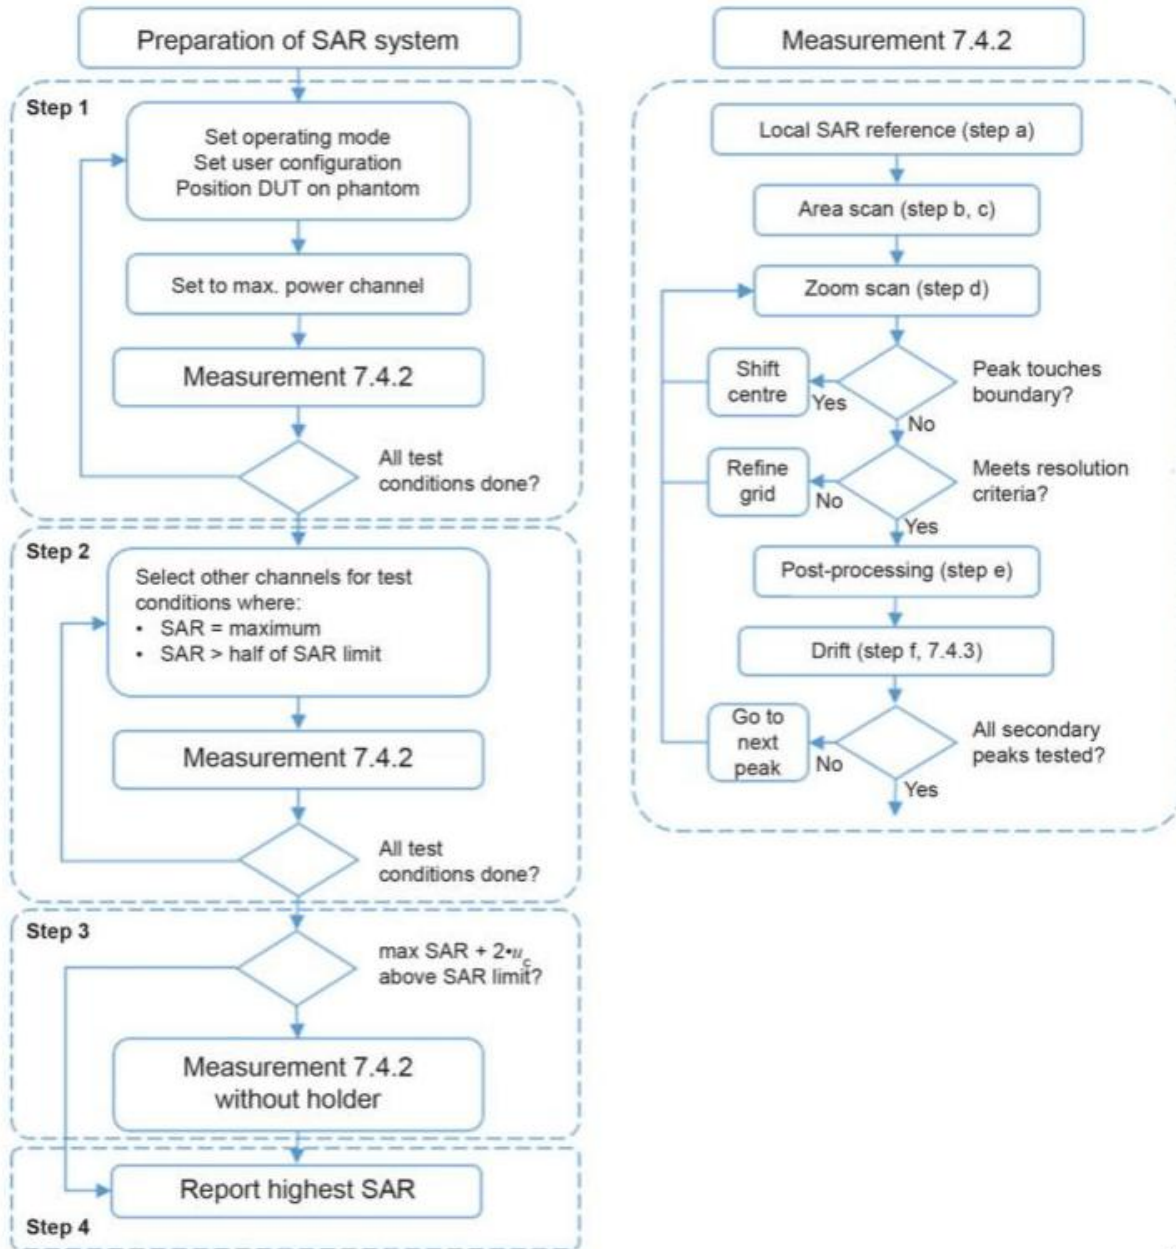 Preparation of SAR system
Step 1
Set operating mode
Set user configuration
Position DUT on phantom
Set to max. power channel
Measurement 7.4.2
All test
conditions done?
Step 2
Select other channels for test
conditions where:
• SAR = maximum
• SAR > half of SAR limit
Measurement 7.4.2
All test
conditions done?
Step 3
max SAR + 2•u_c
above SAR limit?
Measurement 7.4.2
without holder
Report highest SAR
Step 4
Measurement 7.4.2
Local SAR reference (step a)
Area scan (step b, c)
Zoom scan (step d)
Shift
centre
Yes
Peak touches
boundary?
No
Refine
grid
No
Meets resolution
criteria?
Yes
Post-processing (step e)
Drift (step f, 7.4.3)
Go to
next
peak
No
All secondary
peaks tested?
Yes